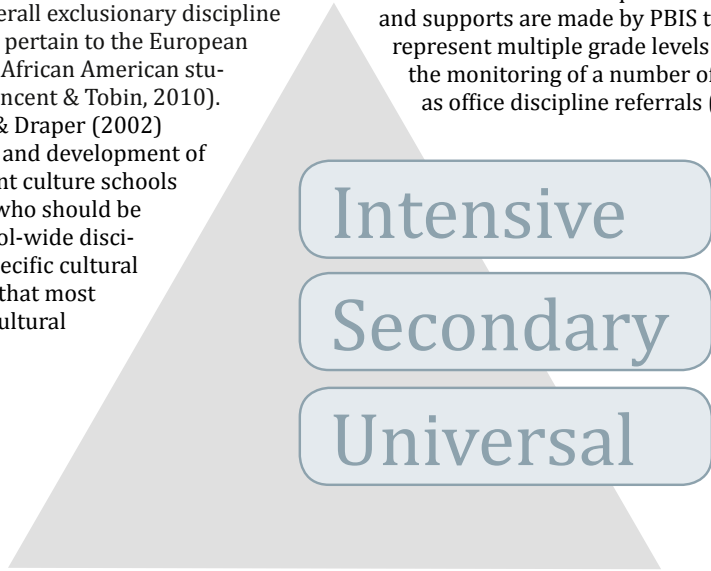 erall exclusionary discipline
pertain to the European
African American stu-
ncent & Tobin, 2010).
& Draper (2002)
and development of
nt culture schools
who should be
ol-wide disci-
ecific cultural
that most
ultural
and supports are made by PBIS t
represent multiple grade levels
the monitoring of a number of
as office discipline referrals (
Intensive
Secondary
Universal